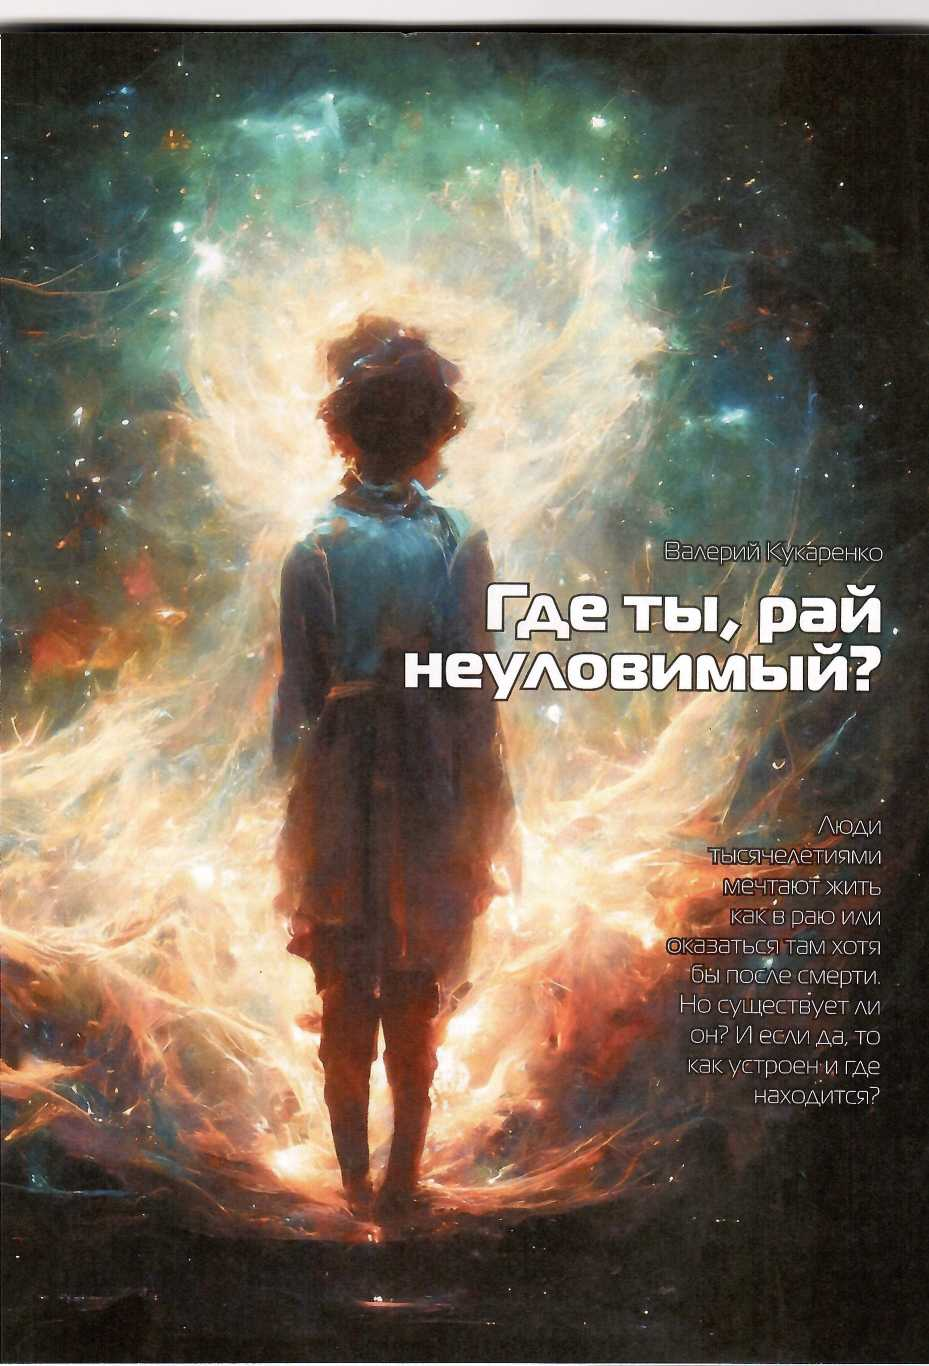 Валерий Кукаренко
Где ты, рай
неуловимый?
Люди
тысячелетиями
мечтают жить
как в раю или
оказаться там хотя
бы после смерти.
Но существует ли
он? И если да, то
как устроен и где
находится?